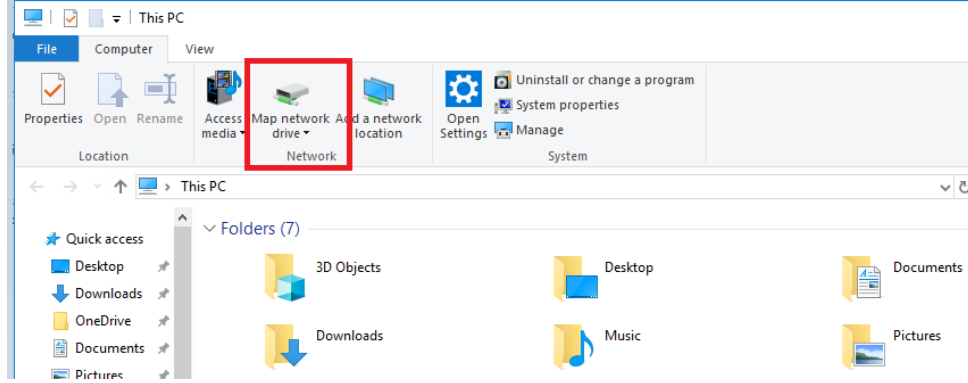 This PC
File Computer View
Properties Open Rename
Access media
Map network drive
Add a network location
Open Settings
Uninstall or change a program
System properties
Manage
Location Network System
This PC
Quick access
Desktop
Downloads
OneDrive
Documents
Pictures
Folders (7)
3D Objects Desktop Documents
Downloads Music Pictures